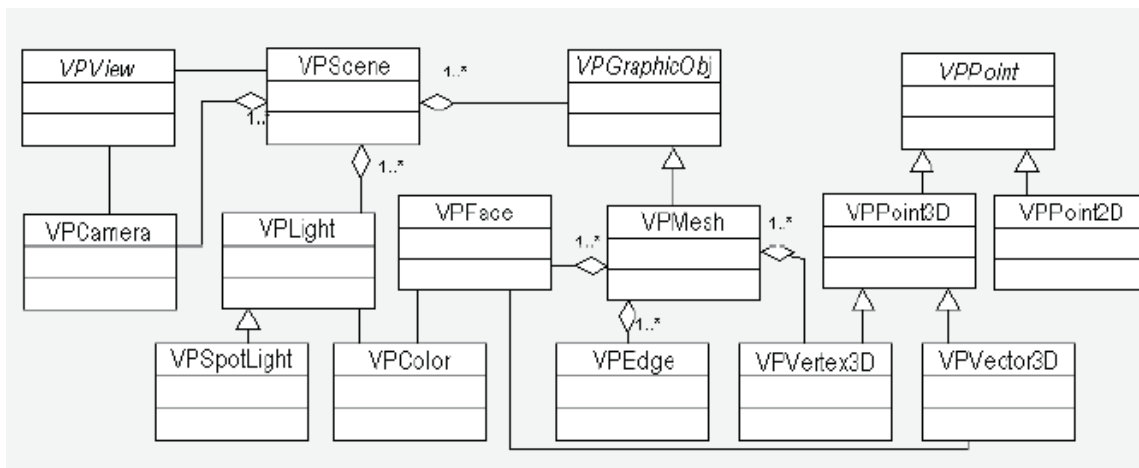 VPView
VPScene
VPGraphicObj
VPPoint
1..*
1..*
1..*
VPCamera
VPLight
VPFace
VPMesh
VPPoint3D
VPPoint2D
1..*
1..*
1..*
VPSpotLight
VPColor
VPEdge
VPVertex3D
VPVector3D